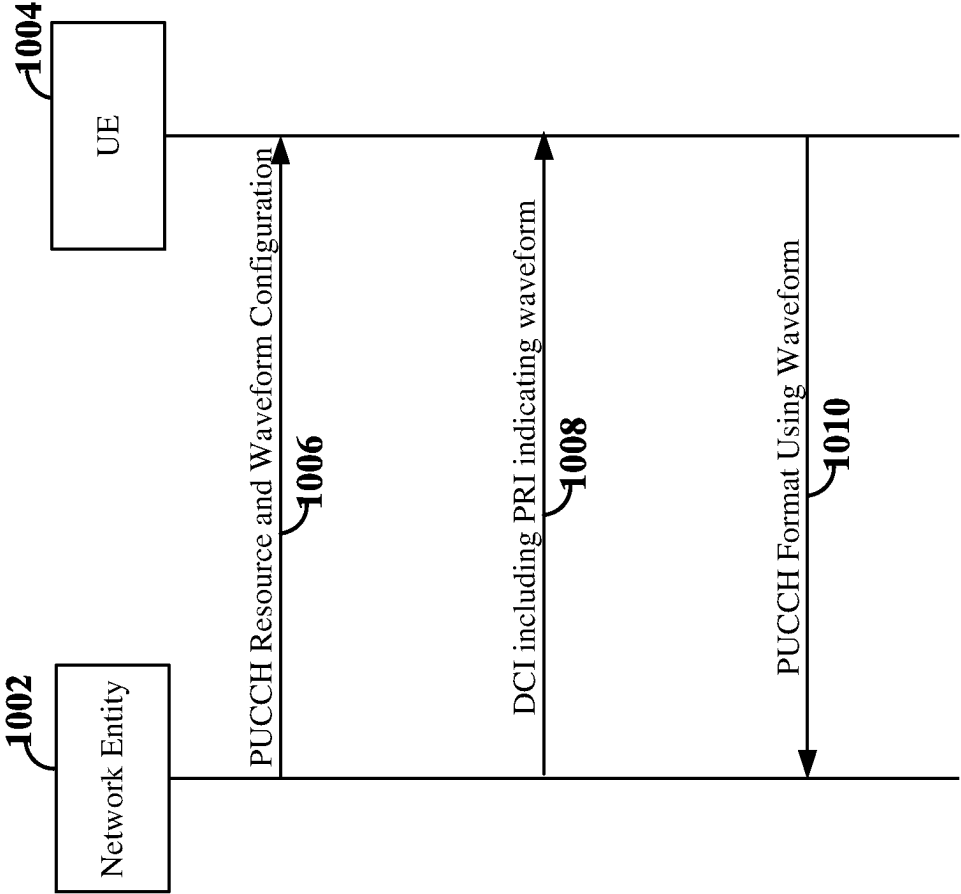 1002
Network Entity
1004
UE
PUCCH Resource and Waveform Configuration
1006
DCI including PRI indicating waveform
1008
PUCCH Format Using Waveform
1010